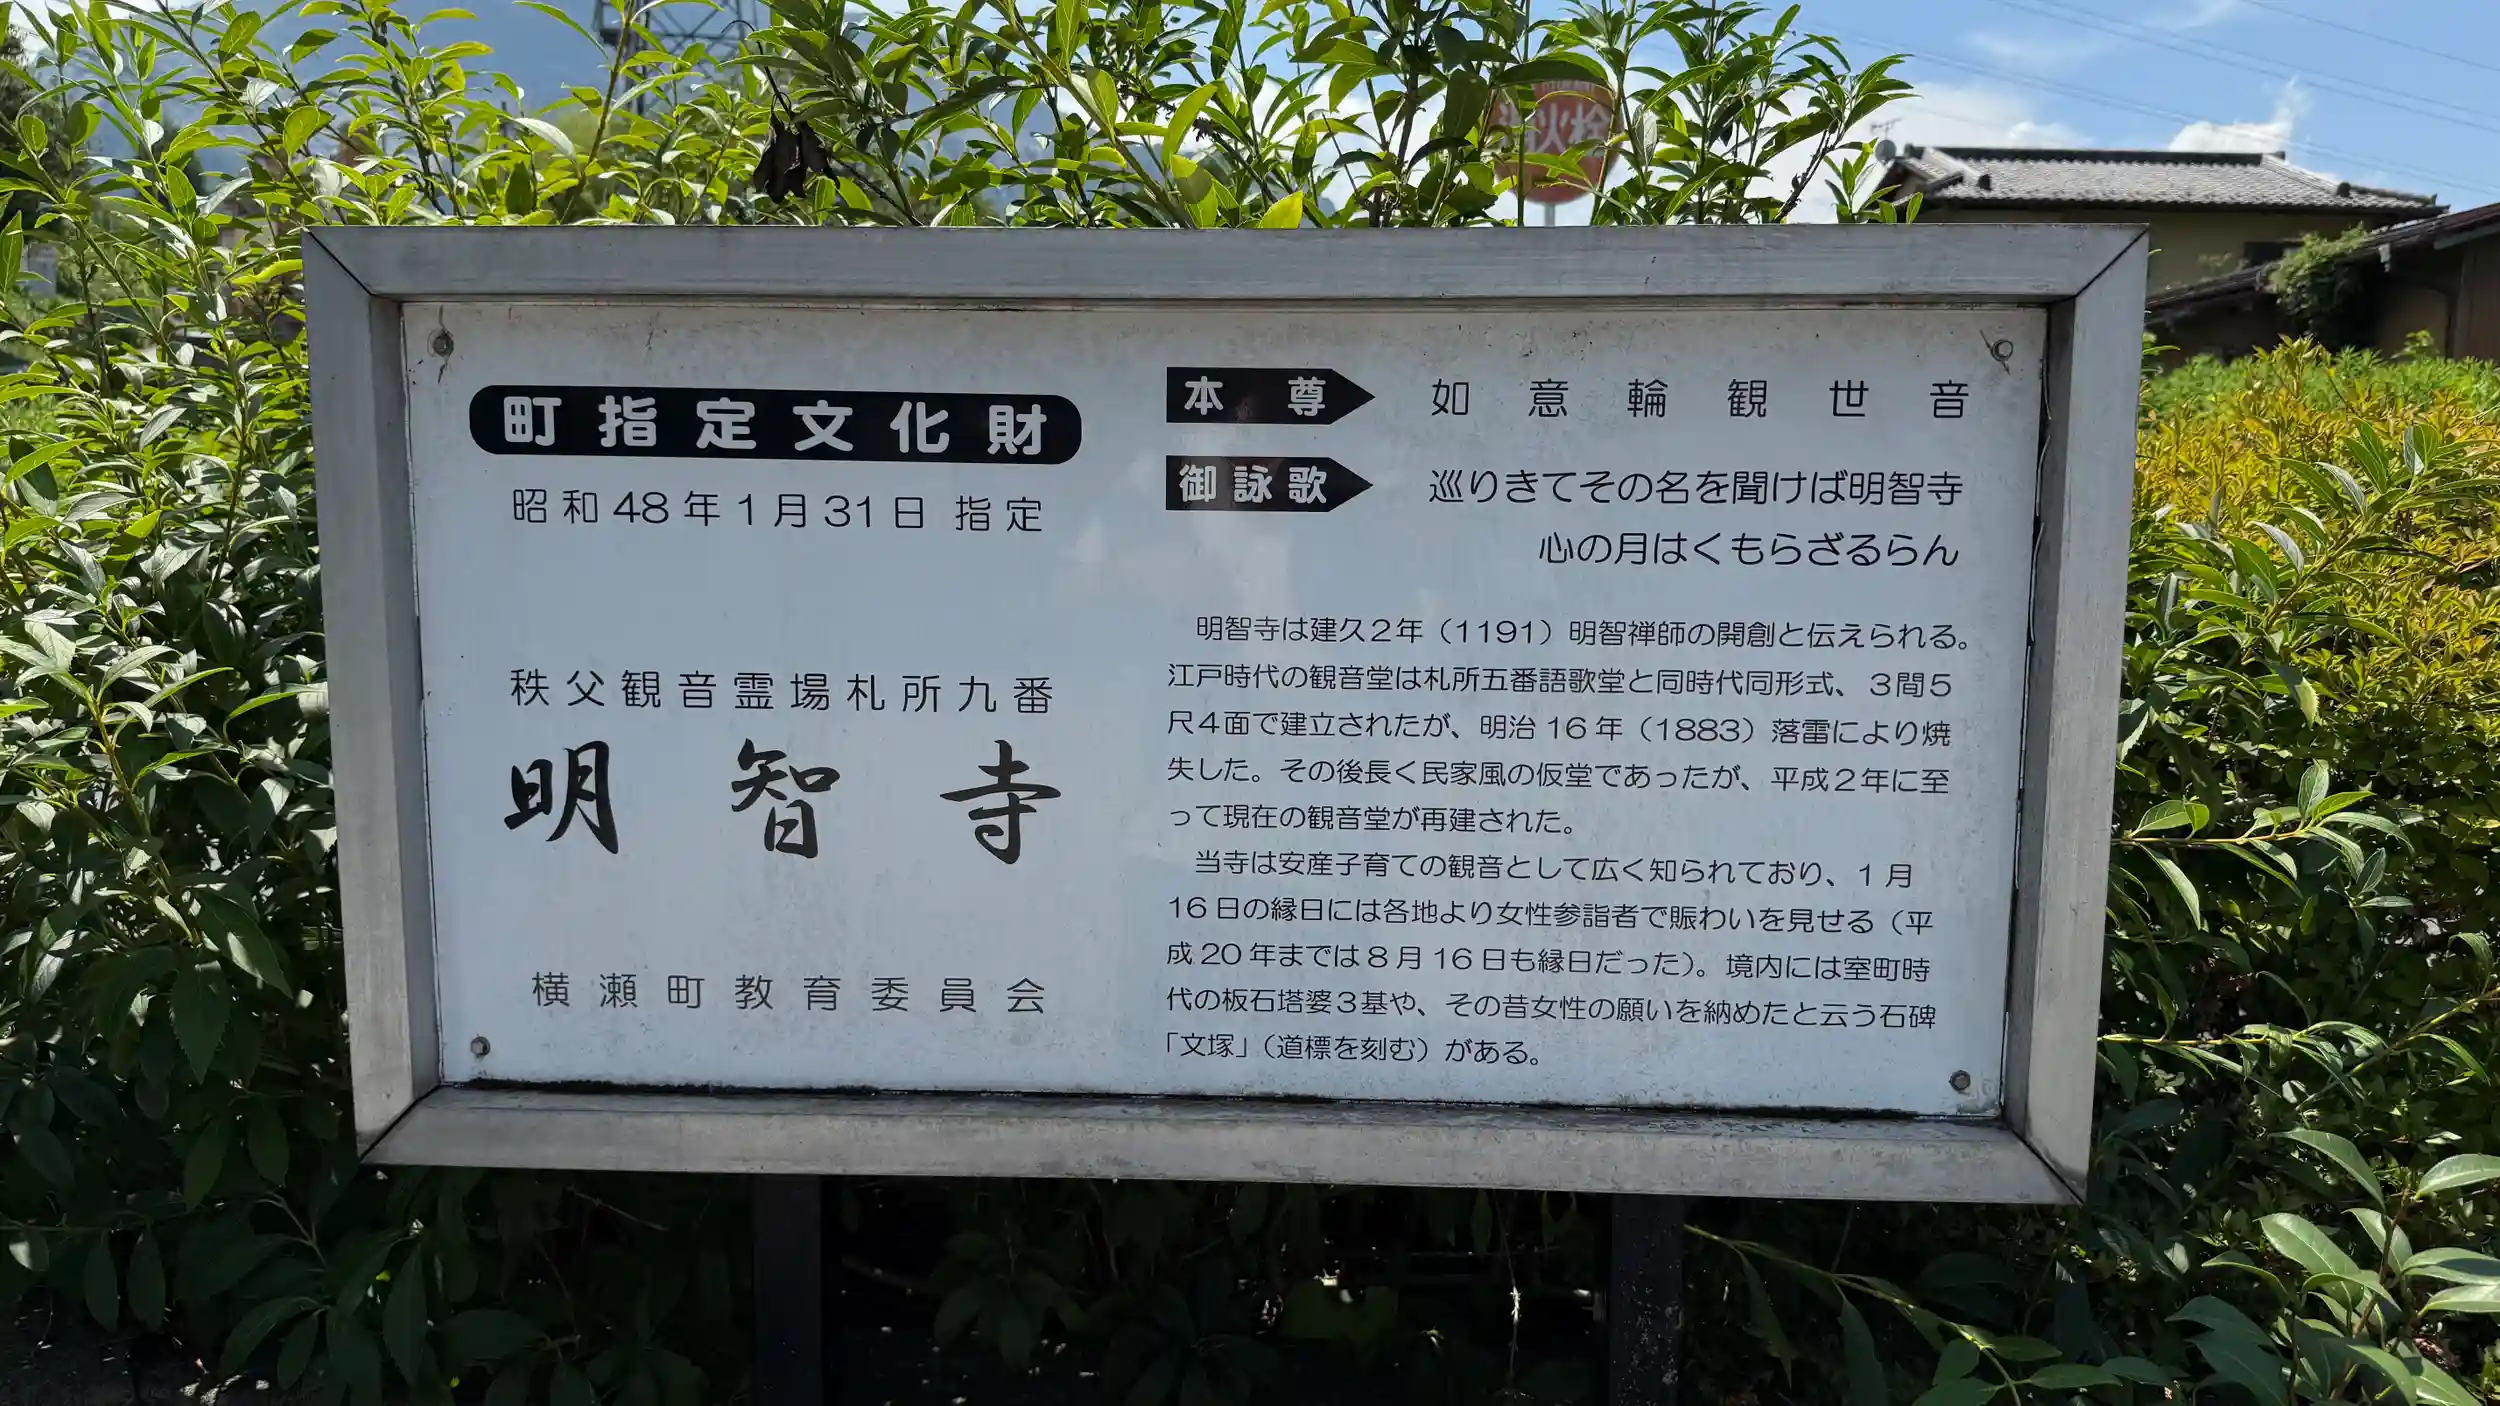 町指定文化財
昭和48年1月31日 指定
秩父観音霊場札所九番
明智寺
横瀬町教育委員会
本尊 如意輪観世音
御詠歌 巡りきてその名を聞けば明智寺
心の月はくもらざるらん
明智寺は建久2年（1191）明智禅師の開創と伝えられる。
江戸時代の観音堂は札所五番語歌堂と同時代同形式、3間5
尺4面で建立されたが、明治16年（1883）落雷により焼
失した。その後長く民家風の仮堂であったが、平成2年に至
って現在の観音堂が再建された。
当寺は安産子育ての観音として広く知られており、1月
16日の縁日には各地より女性参詣者で賑わいを見せる（平
成20年までは8月16日も縁日だった）。境内には室町時
代の板石塔婆3基や、その昔女性の願いを納めたと云う石碑
「文塚」（道標を刻む）がある。
消火栓